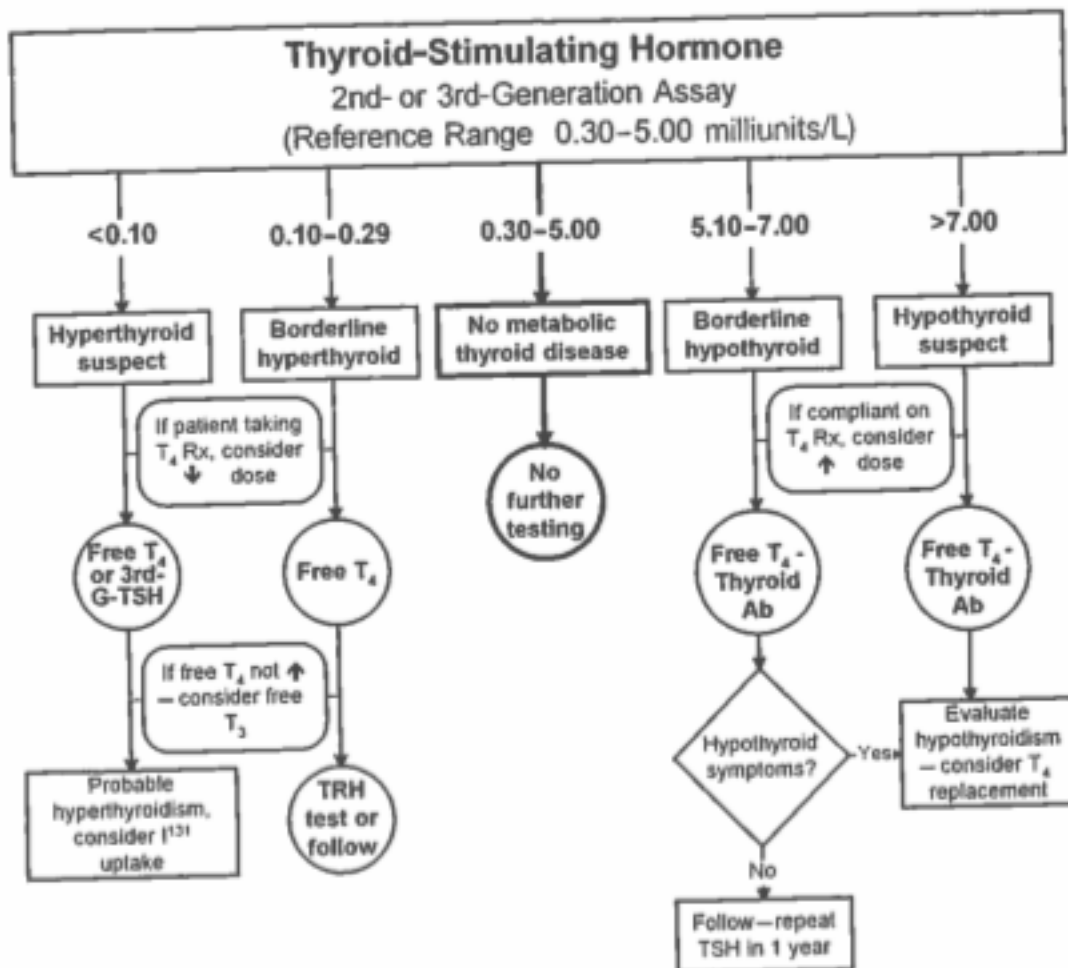 Thyroid-Stimulating Hormone
2nd- or 3rd-Generation Assay
(Reference Range 0.30–5.00 milliunits/L)
<0.10
0.10–0.29
0.30–5.00
5.10–7.00
>7.00
Hyperthyroid
suspect
Borderline
hyperthyroid
No metabolic
thyroid disease
Borderline
hypothyroid
Hypothyroid
suspect
If patient taking
T₄ Rx, consider
↓ dose
If compliant on
T₄ Rx, consider
↑ dose
Free T₄
or 3rd-
G-TSH
Free T₄
No
further
testing
Free T₄ -
Thyroid
Ab
Free T₄ -
Thyroid
Ab
If free T₄ not ↑
– consider free
T₃
Probable
hyperthyroidism,
consider I¹³¹
uptake
TRH
test or
follow
Hypothyroid
symptoms?
Yes
Evaluate
hypothyroidism
– consider T₄
replacement
No
Follow—repeat
TSH in 1 year